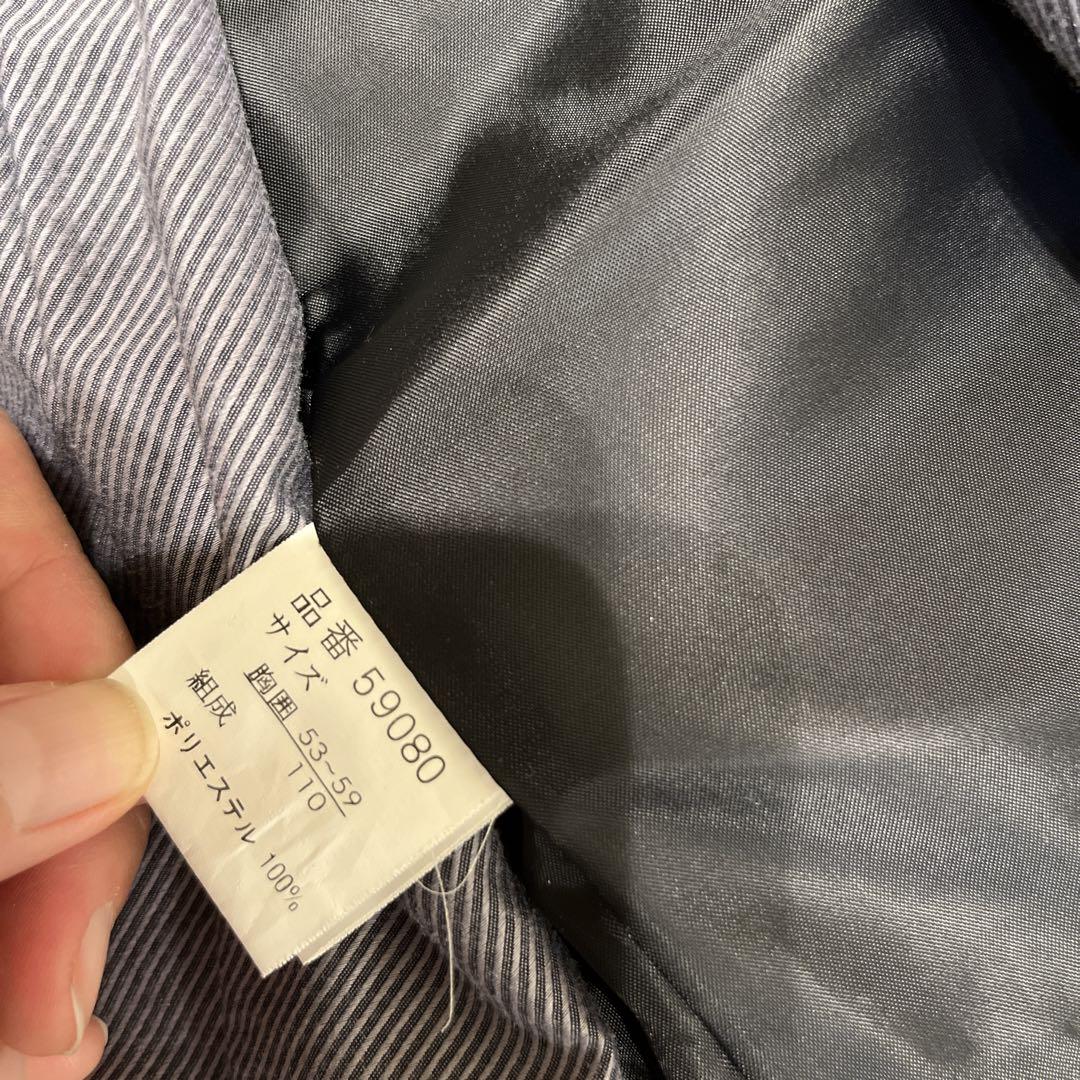 品番 59080
サイズ
胸囲 53~59
110
組成
ポリエステル 100%